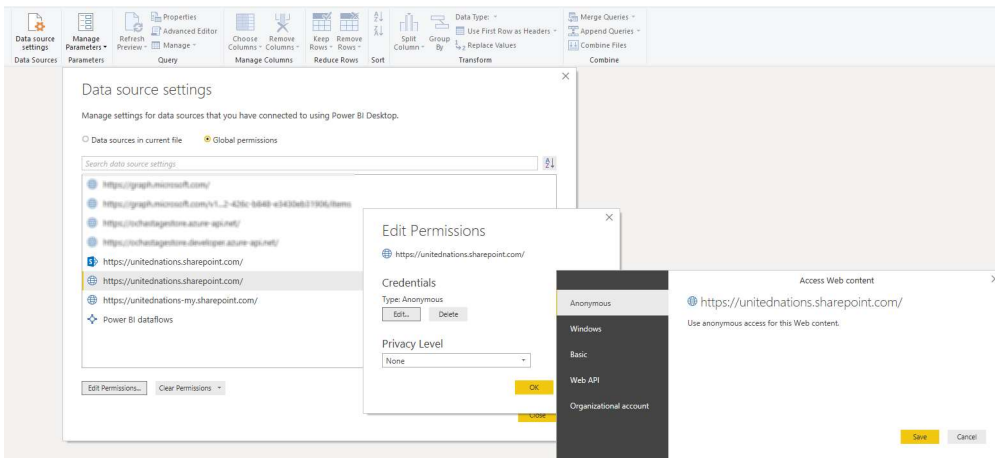 Data source settings
Manage Parameters
Refresh Preview
Properties
Advanced Editor
Manage
Choose Columns
Remove Columns
Keep Rows
Remove Rows
Split Column
Group By
Data Type:
Use First Row as Headers
Replace Values
Merge Queries
Append Queries
Combine Files
Data Sources
Parameters
Query
Manage Columns
Reduce Rows
Sort
Transform
Combine
Data source settings
Manage settings for data sources that you have connected to using Power BI Desktop.
Data sources in current file
Global permissions
Search data source settings
https://graph.microsoft.com/
https://unitednations.sharepoint.com/
https://unitednations.sharepoint.com/
https://unitednations-my.sharepoint.com/
Power BI dataflows
Edit Permissions...
Clear Permissions
Close
Edit Permissions
https://unitednations.sharepoint.com/
Credentials
Type: Anonymous
Edit...
Delete
Privacy Level
None
OK
Anonymous
Windows
Basic
Web API
Organizational account
Access Web content
https://unitednations.sharepoint.com/
Use anonymous access for this Web content.
Save
Cancel